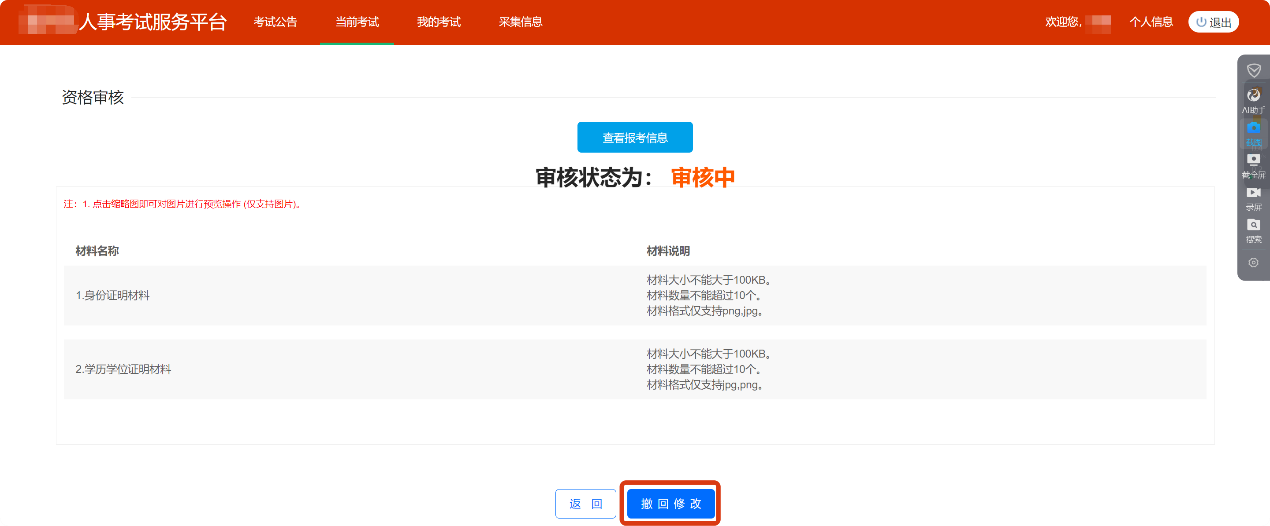 人事考试服务平台
考试公告
当前考试
我的考试
采集信息
欢迎您,
个人信息
退出
资格审核
查看报考信息
审核状态为： 审核中
注：1. 点击缩略图即可对图片进行预览操作 (仅支持图片)。
材料名称
材料说明
1.身份证明材料
材料大小不能大于100KB。
材料数量不能超过10个。
材料格式仅支持png,jpg。
2.学历学位证明材料
材料大小不能大于100KB。
材料数量不能超过10个。
材料格式仅支持jpg,png。
返 回
撤 回 修 改
AI助手
截全屏
录屏
搜索